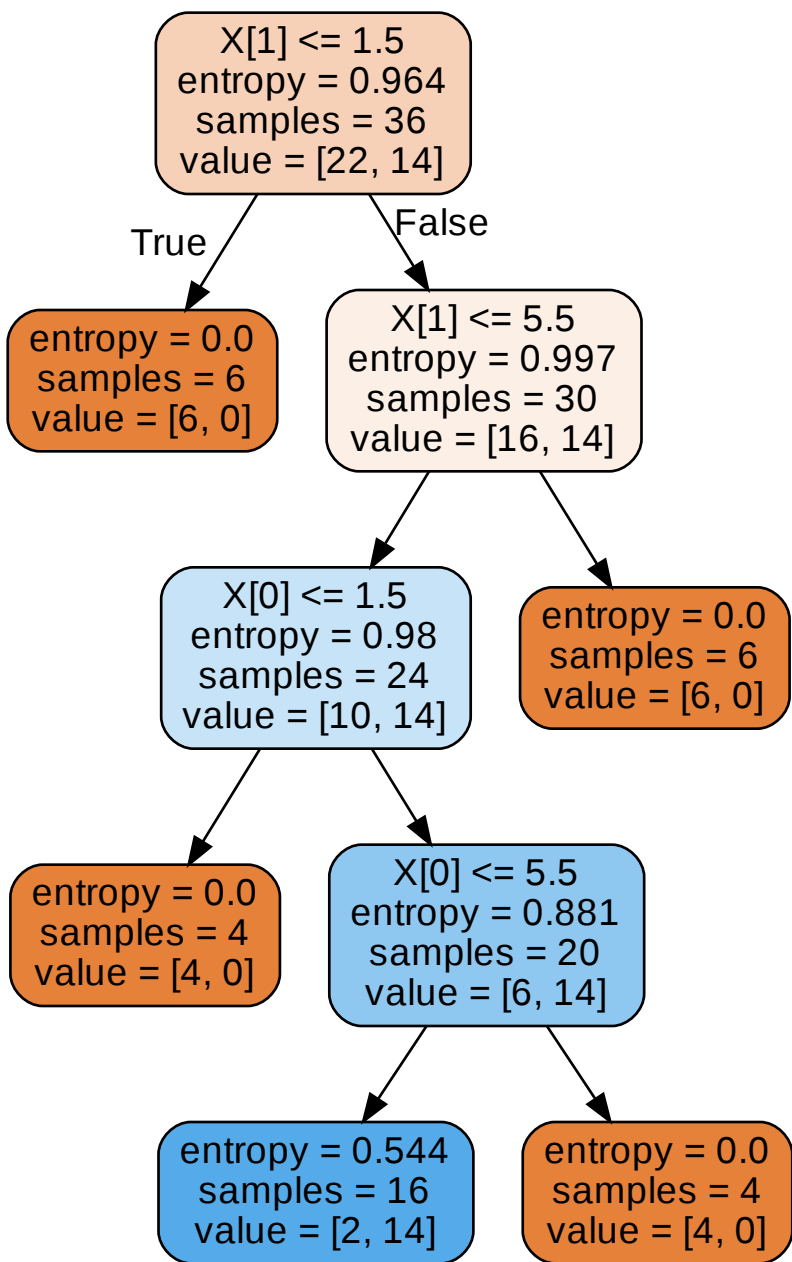 X[1] <= 1.5
entropy = 0.964
samples = 36
value = [22, 14]
True
False
entropy = 0.0
samples = 6
value = [6, 0]
X[1] <= 5.5
entropy = 0.997
samples = 30
value = [16, 14]
X[0] <= 1.5
entropy = 0.98
samples = 24
value = [10, 14]
entropy = 0.0
samples = 6
value = [6, 0]
entropy = 0.0
samples = 4
value = [4, 0]
X[0] <= 5.5
entropy = 0.881
samples = 20
value = [6, 14]
entropy = 0.544
samples = 16
value = [2, 14]
entropy = 0.0
samples = 4
value = [4, 0]